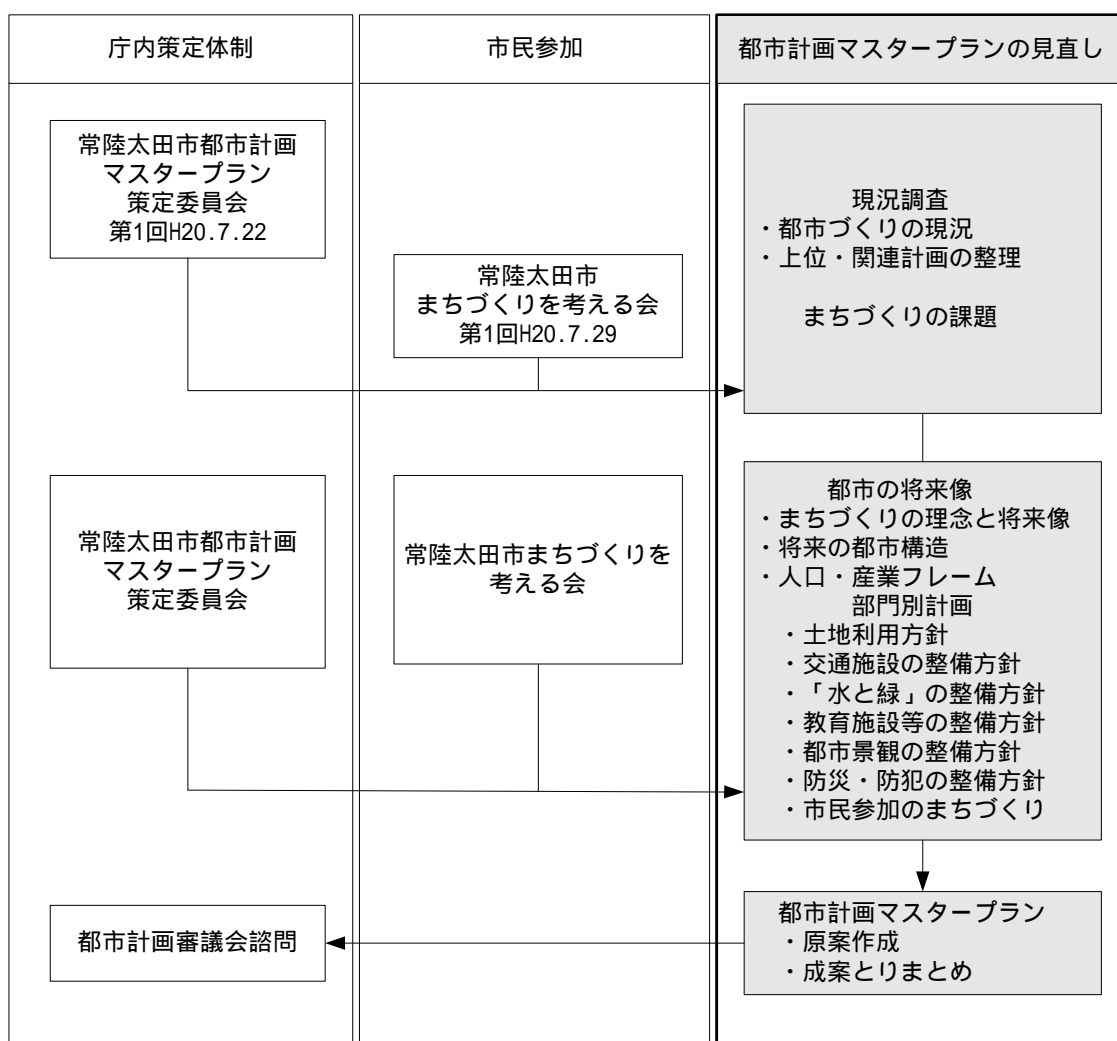 庁内策定体制
市民参加
都市計画マスタープランの見直し
常陸太田市都市計画
マスタープラン
策定委員会
第1回H20.7.22
常陸太田市
まちづくりを考える会
第1回H20.7.29
現況調査
・都市づくりの現況
・上位・関連計画の整理
まちづくりの課題
常陸太田市都市計画
マスタープラン
策定委員会
常陸太田市まちづくりを
考える会
都市の将来像
・まちづくりの理念と将来像
・将来の都市構造
・人口・産業フレーム
部門別計画
・土地利用方針
・交通施設の整備方針
・「水と緑」の整備方針
・教育施設等の整備方針
・都市景観の整備方針
・防災・防犯の整備方針
・市民参加のまちづくり
都市計画審議会諮問
都市計画マスタープラン
・原案作成
・成案とりまとめ